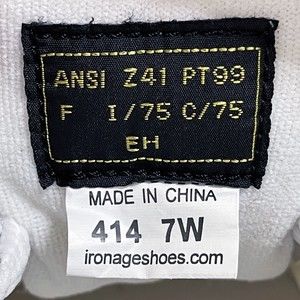 ANSI Z41 PT99
F I/75 C/75
EH
MADE IN CHINA
414 7W
ironageshoes.com